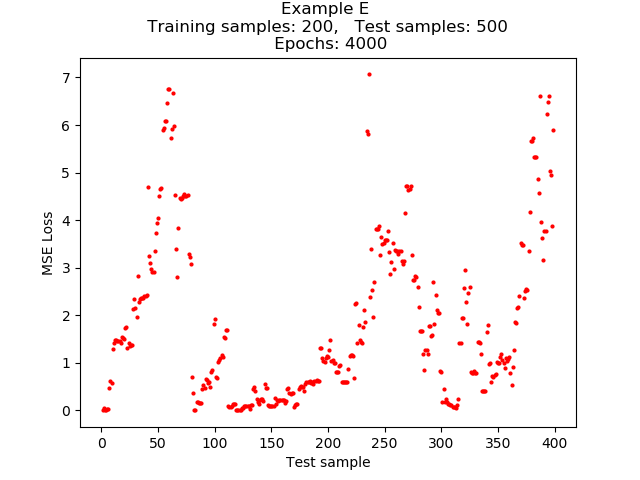 Example E
Training samples: 200, Test samples: 500
Epochs: 4000
7
6
5
4
3
2
1
0
MSE Loss
0 50 100 150 200 250 300 350 400
Test sample